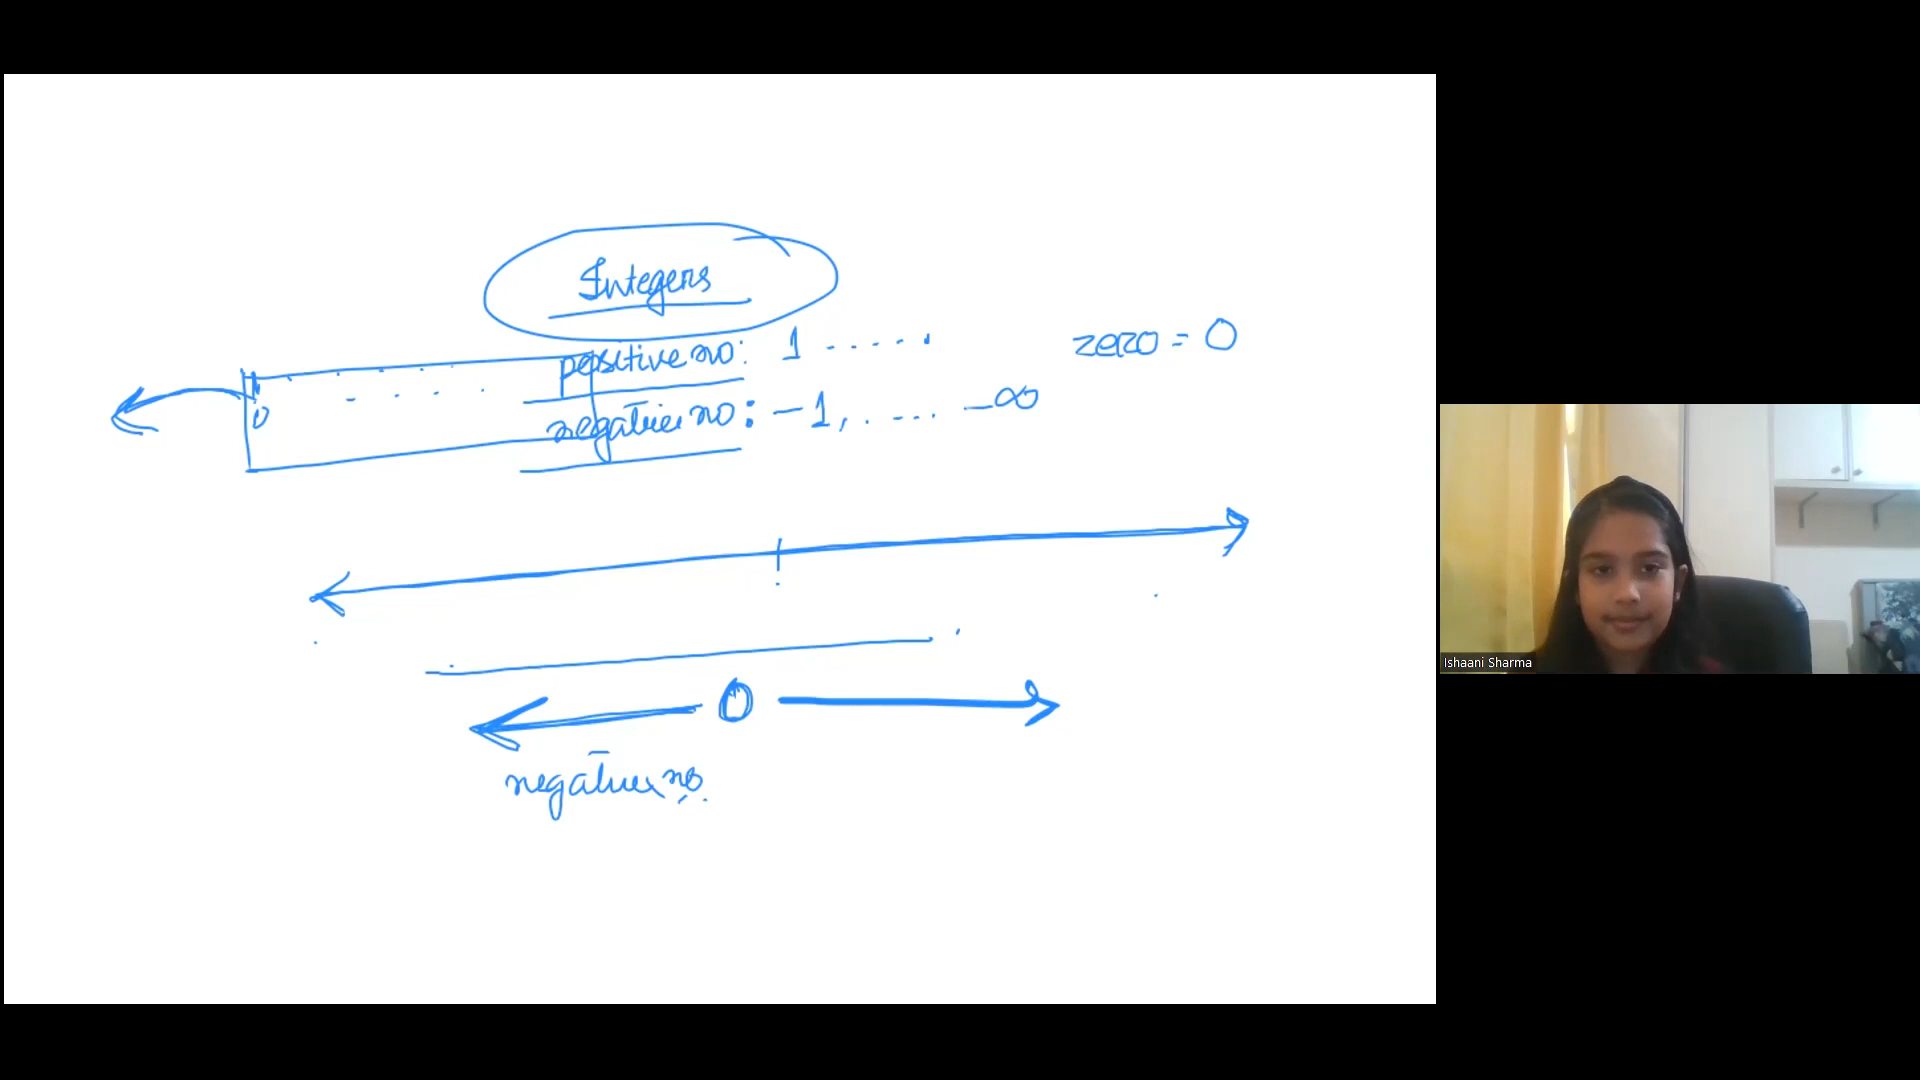 Integers
positive no: 1 ..... zero = 0
negative no: -1, ..... -∞
0
0
negative no
Ishaani Sharma